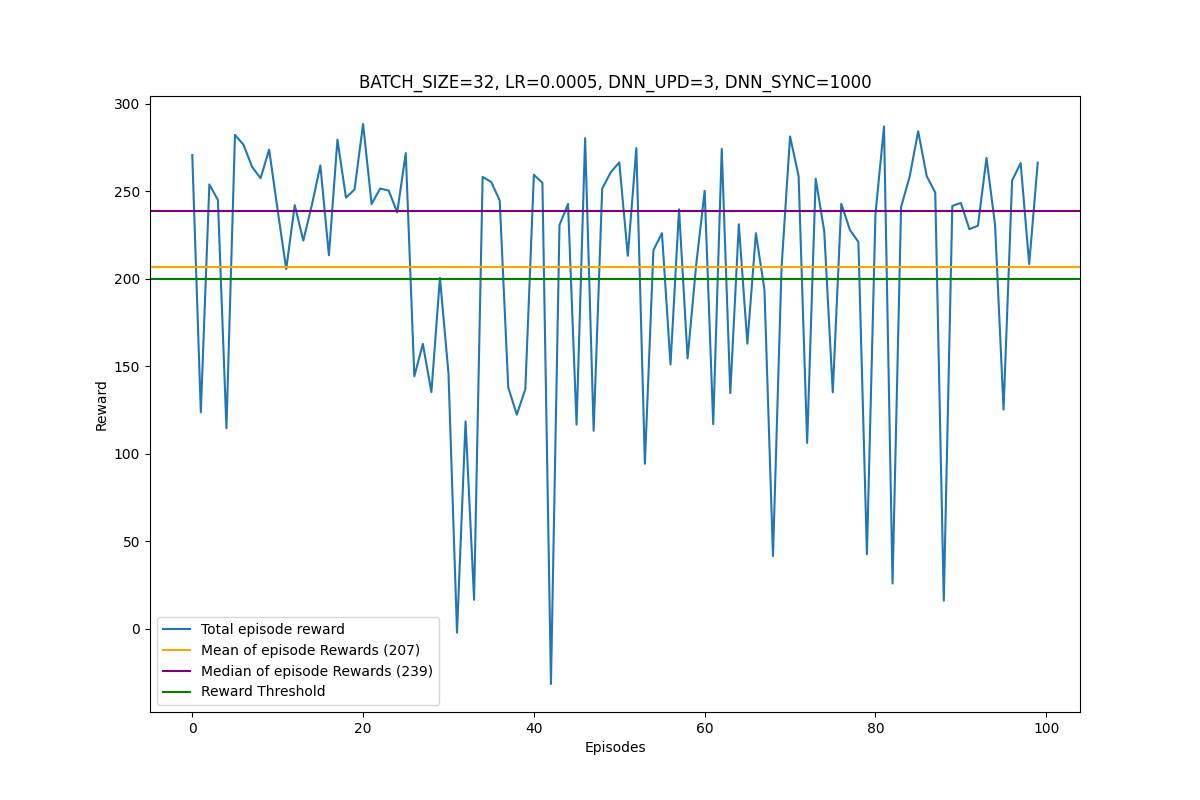 BATCH_SIZE=32, LR=0.0005, DNN_UPD=3, DNN_SYNC=1000
300
250
200
150
100
50
0
Reward
Total episode reward
Mean of episode Rewards (207)
Median of episode Rewards (239)
Reward Threshold
0 20 40 60 80 100
Episodes